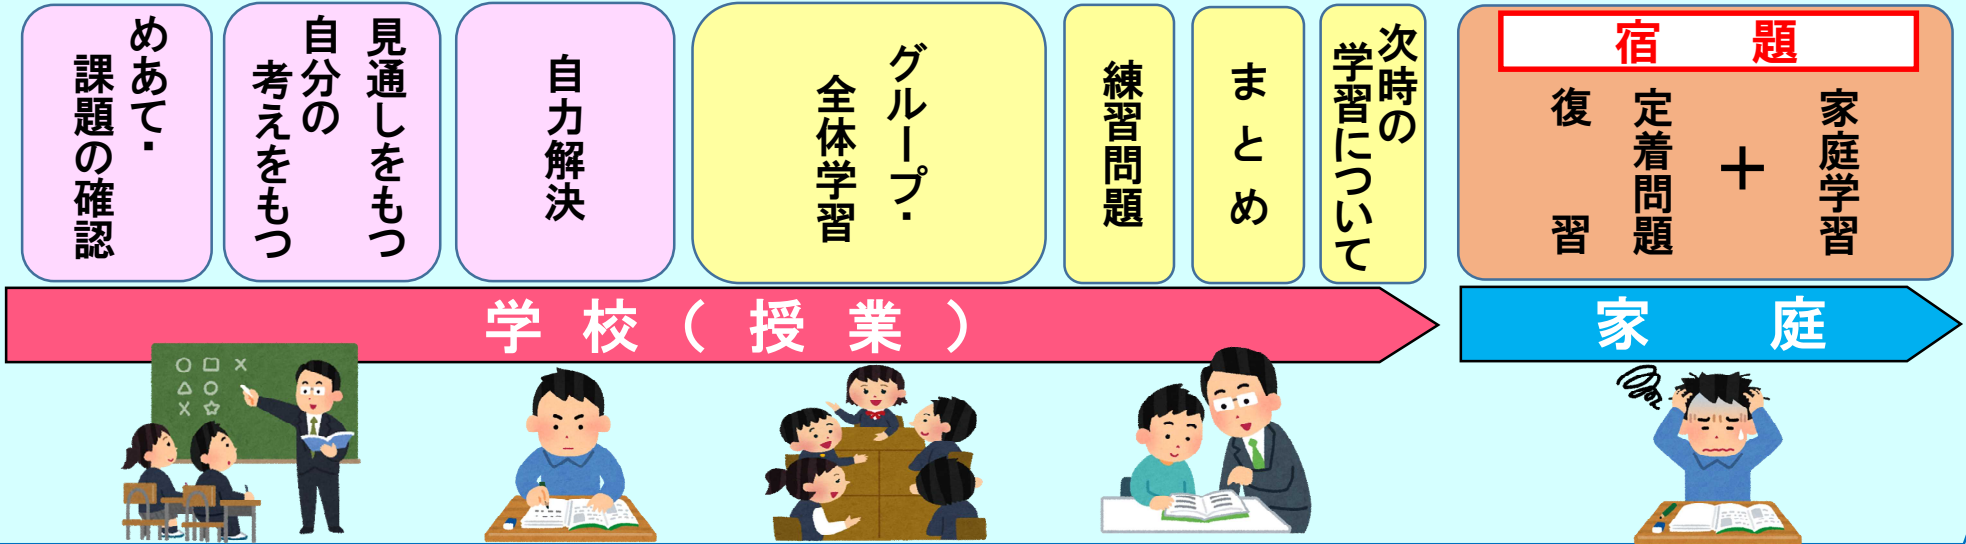 めあて・
課題の確認
見通しをもつ
自分の
考えをもつ
自力解決
グループ・
全体学習
練習問題
まとめ
次時の
学習について
宿題
家庭学習
＋
定着問題
復習
学校（授業）
家庭